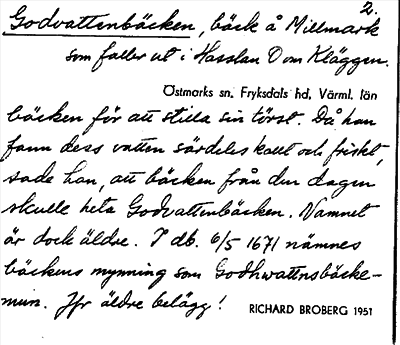 2.
Godvattenbäcken, bäck å Millmark
som faller ut i Hasslan O om Kläggen.
Östmarks sn. Fryksdals hd, Värml. län
bäcken för att stilla sin törst. Då han
fann dess vatten särdeles kallt och friskt,
sade han, att bäcken från den dagen
skulle heta Godvattenbäcken. Namnet
är dock äldre. I db. 6/5 1671 nämnes
bäckens mynning som Godhwattnsbäcke-
mun. Jfr äldre belägg!
RICHARD BROBERG 1951